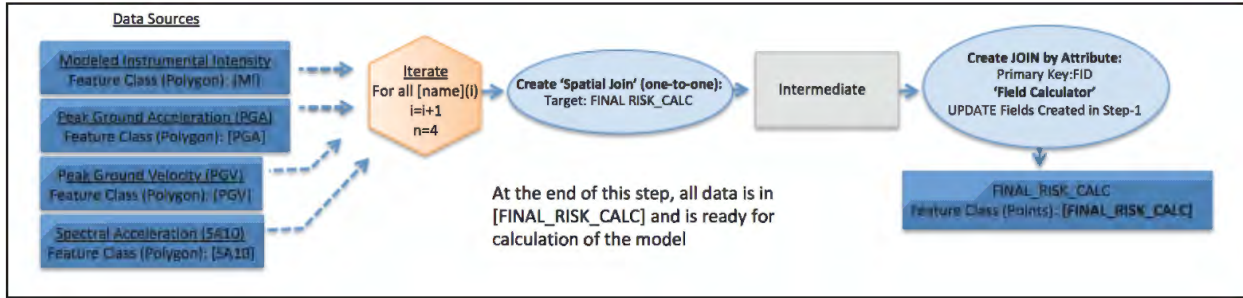 Data Sources
Modeled Instrumental Intensity
Feature Class (Polygon): [MI]
Peak Ground Acceleration (PGA)
Feature Class (Polygon): [PGA]
Peak Ground Velocity (PGV)
Feature Class (Polygon): [PGV]
Spectral Acceleration (SA10)
Feature Class (Polygon): [SA10]
Iterate
For all [name](i)
i=i+1
n=4
Create ‘Spatial Join’ (one-to-one):
Target: FINAL RISK_CALC
Intermediate
Create JOIN by Attribute:
Primary Key:FID
‘Field Calculator’
UPDATE Fields Created in Step-1
FINAL_RISK_CALC
Feature Class (Points): [FINAL_RISK_CALC]
At the end of this step, all data is in
[FINAL_RISK_CALC] and is ready for
calculation of the model